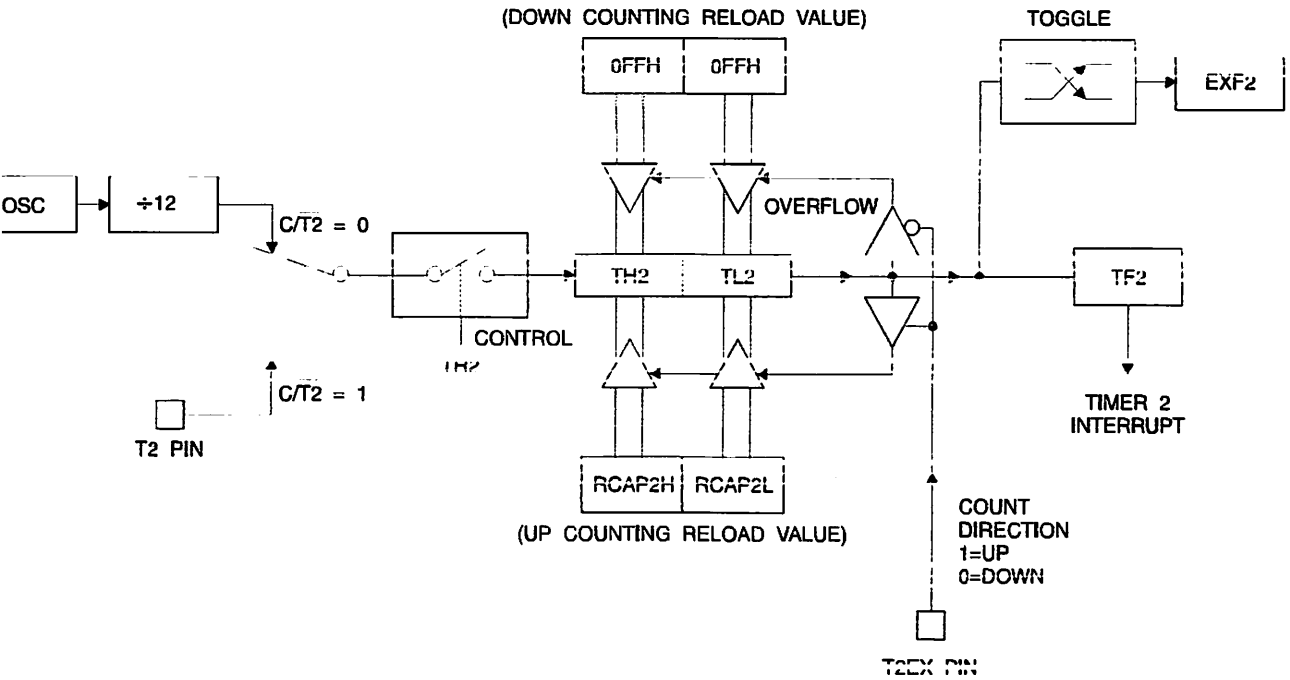 (DOWN COUNTING RELOAD VALUE)
TOGGLE
0FFH 0FFH
EXF2
OSC
÷12
C/T2̅ = 0
OVERFLOW
TH2 TL2
TF2
CONTROL
TR2
C/T2̅ = 1
T2 PIN
TIMER 2
INTERRUPT
RCAP2H RCAP2L
(UP COUNTING RELOAD VALUE)
COUNT
DIRECTION
1=UP
0=DOWN
T2EX PIN